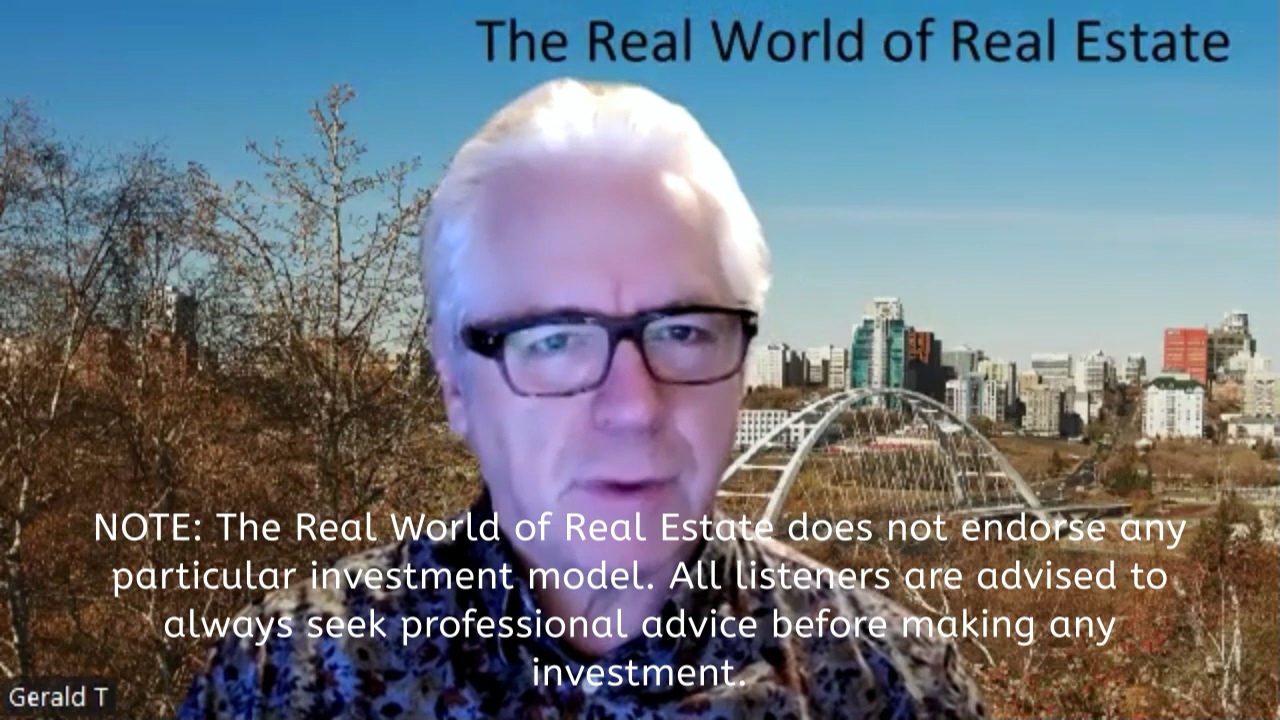 The Real World of Real Estate
NOTE: The Real World of Real Estate does not endorse any
particular investment model. All listeners are advised to
always seek professional advice before making any
investment.
Gerald T